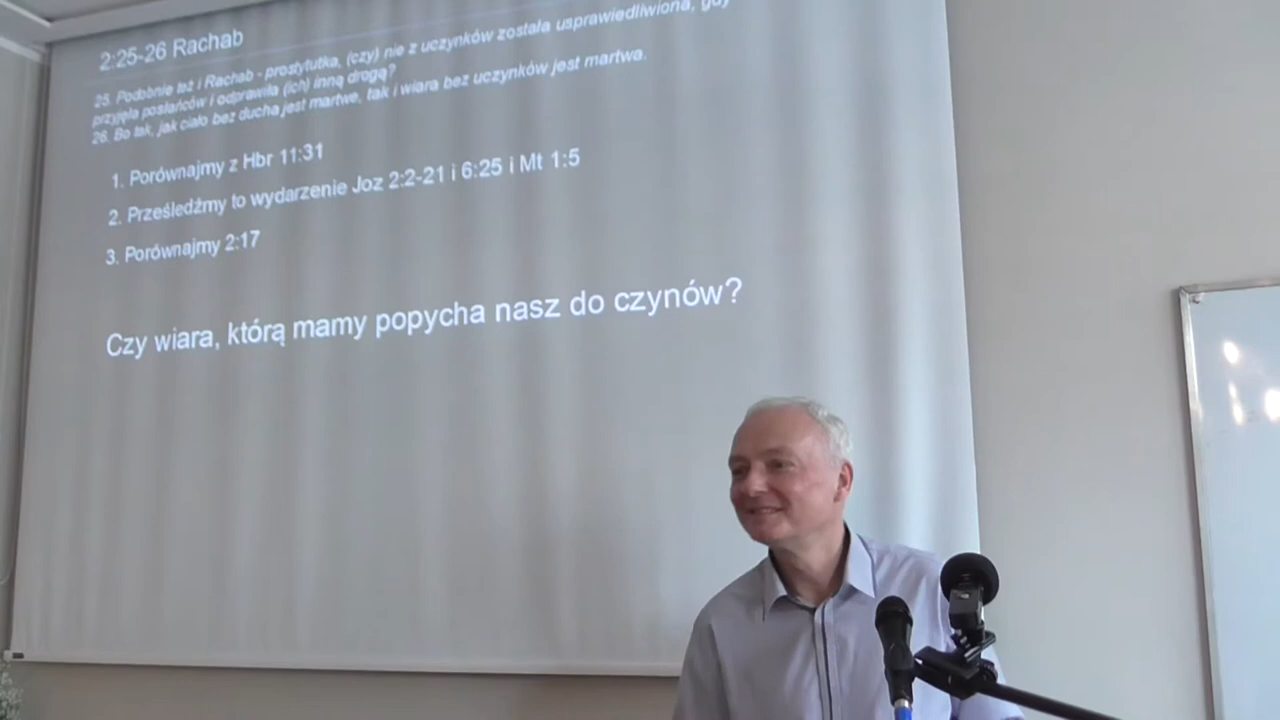 2:25-26 Rachab
25. Podobnie też i Rachab - prostytutka, (czy) nie z uczynków została usprawiedliwiona, gdy
przyjęła posłańców i odprawiła (ich) inną drogą?
26. Bo tak, jak ciało bez ducha jest martwe, tak i wiara bez uczynków jest martwa.
1. Porównajmy z Hbr 11:31
2. Prześledźmy to wydarzenie Joz 2:2-21 i 6:25 i Mt 1:5
3. Porównajmy 2:17
Czy wiara, którą mamy popycha nasz do czynów?